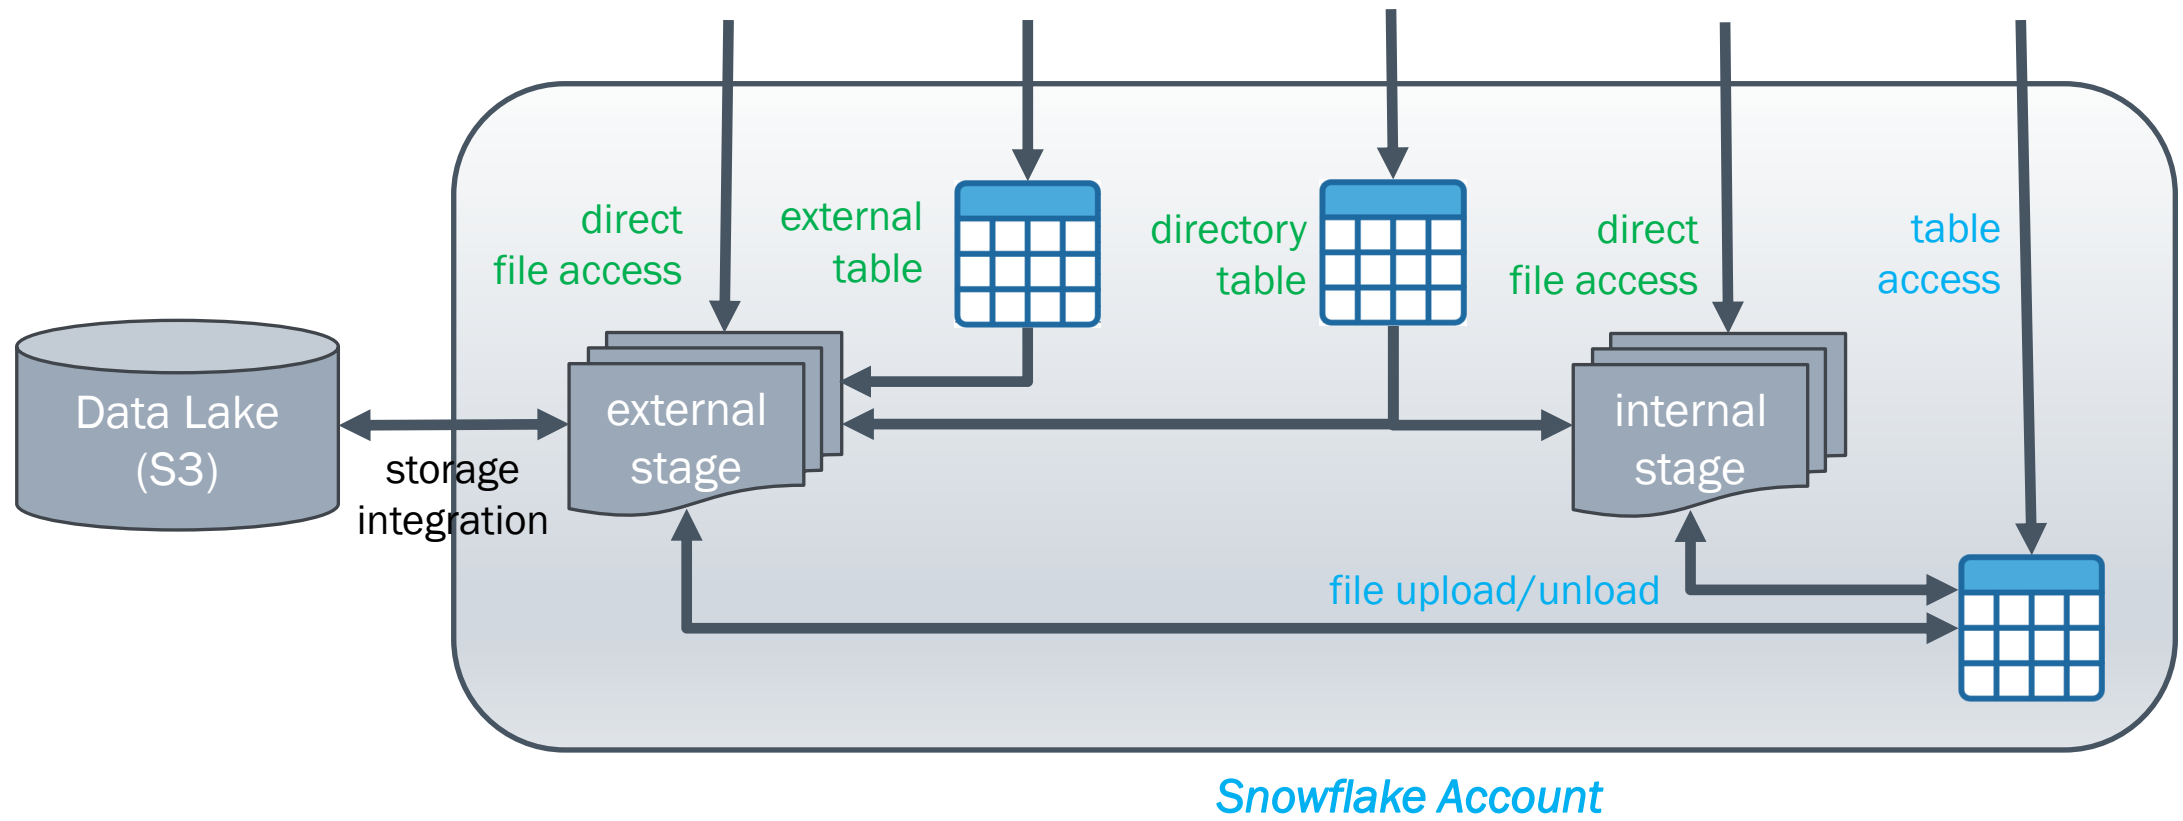 direct
file access
external
table
directory
table
direct
file access
table
access
Data Lake
(S3)
storage
integration
external
stage
internal
stage
file upload/unload
Snowflake Account